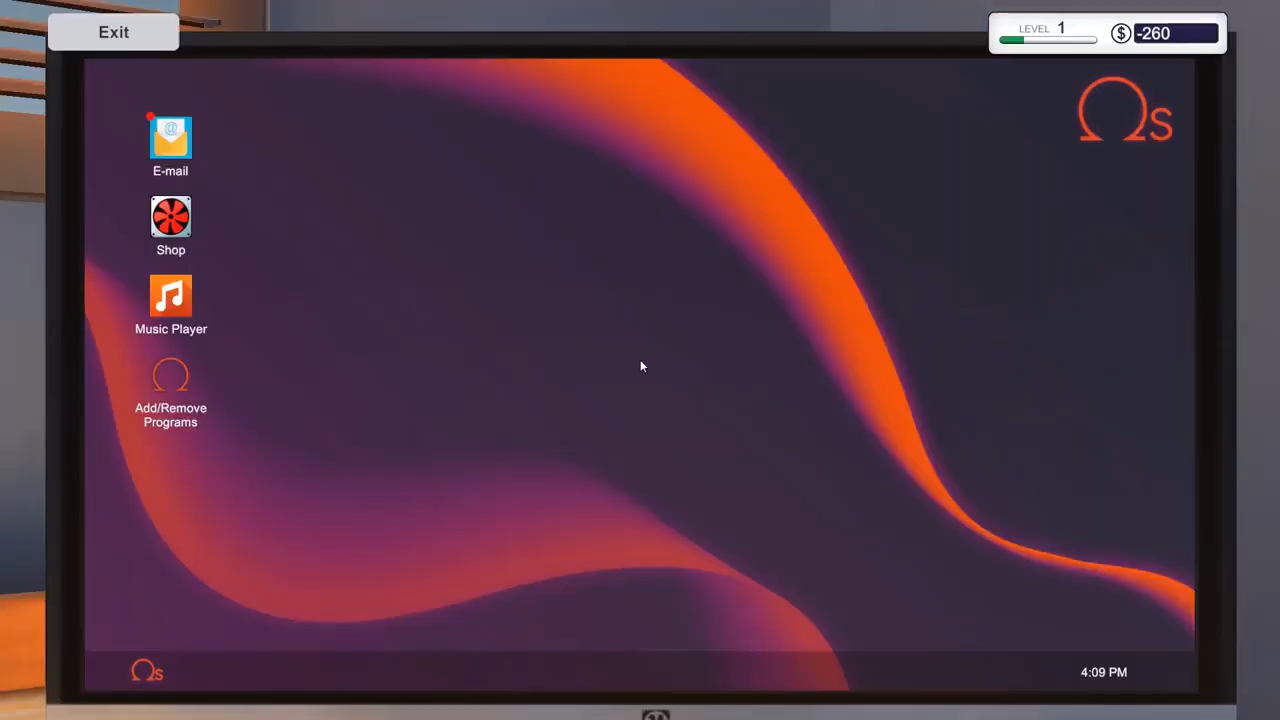 Exit
LEVEL 1
$ -260
E-mail
Shop
Music Player
Add/Remove
Programs
Ωs
Ωs
4:09 PM